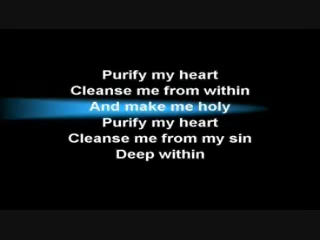 Purify my heart
Cleanse me from within
And make me holy
Purify my heart
Cleanse me from my sin
Deep within